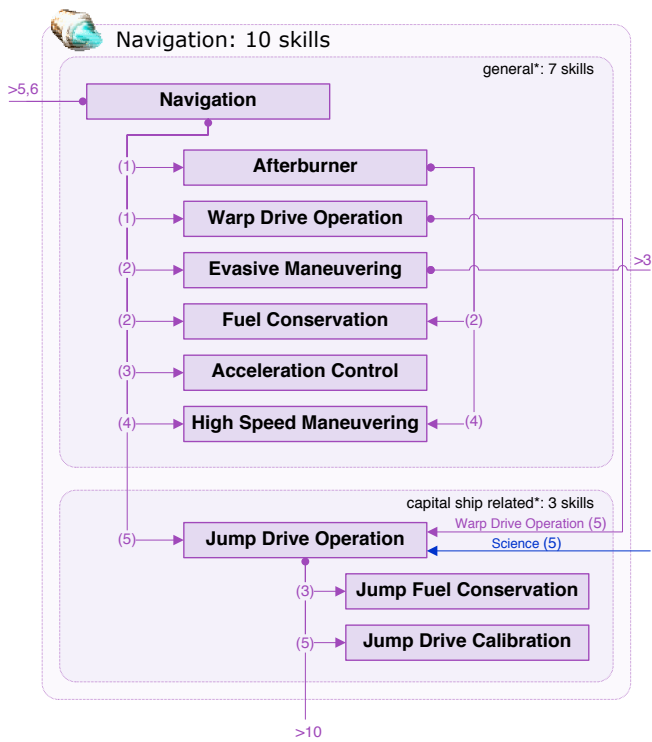 Navigation: 10 skills
general*: 7 skills
>5,6
Navigation
(1)
Afterburner
(1)
Warp Drive Operation
(2)
Evasive Maneuvering
>3
(2)
Fuel Conservation
(2)
(3)
Acceleration Control
(4)
High Speed Maneuvering
(4)
capital ship related*: 3 skills
Warp Drive Operation (5)
(5)
Jump Drive Operation
Science (5)
(3)
Jump Fuel Conservation
(5)
Jump Drive Calibration
>10